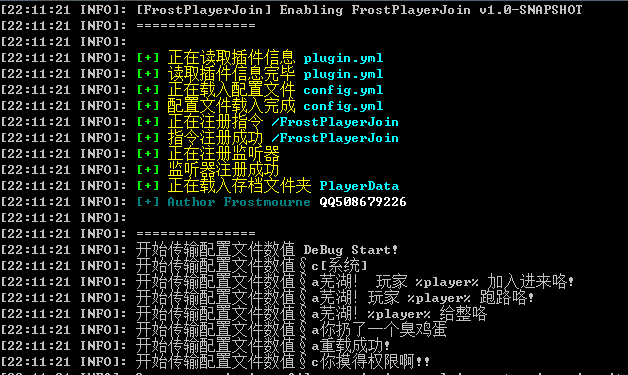 [22:11:21 INFO]: [FrostPlayerJoin] Enabling FrostPlayerJoin v1.0-SNAPSHOT
[22:11:21 INFO]: ===============
[22:11:21 INFO]:
[22:11:21 INFO]: [+] 正在读取插件信息 plugin.yml
[22:11:21 INFO]: [+] 读取插件信息完毕 plugin.yml
[22:11:21 INFO]: [+] 正在载入配置文件 config.yml
[22:11:21 INFO]: [+] 配置文件载入完成 config.yml
[22:11:21 INFO]: [+] 正在注册指令 /FrostPlayerJoin
[22:11:21 INFO]: [+] 指令注册成功 /FrostPlayerJoin
[22:11:21 INFO]: [+] 正在注册监听器
[22:11:21 INFO]: [+] 监听器注册成功
[22:11:21 INFO]: [+] 正在载入存档文件夹 PlayerData
[22:11:21 INFO]: [+] Author Frostmourne QQ508679226
[22:11:21 INFO]:
[22:11:21 INFO]: ===============
[22:11:21 INFO]: 开始传输配置文件数值 DeBug Start!
[22:11:21 INFO]: 开始传输配置文件数值§c[系统]
[22:11:21 INFO]: 开始传输配置文件数值§a芜湖! 玩家 %player% 加入进来咯!
[22:11:21 INFO]: 开始传输配置文件数值§a芜湖! 玩家 %player% 跑路咯!
[22:11:21 INFO]: 开始传输配置文件数值§a芜湖! %player% 给整咯
[22:11:21 INFO]: 开始传输配置文件数值§a你扔了一个臭鸡蛋
[22:11:21 INFO]: 开始传输配置文件数值§a重载成功!
[22:11:21 INFO]: 开始传输配置文件数值§c你摸得权限啊!!